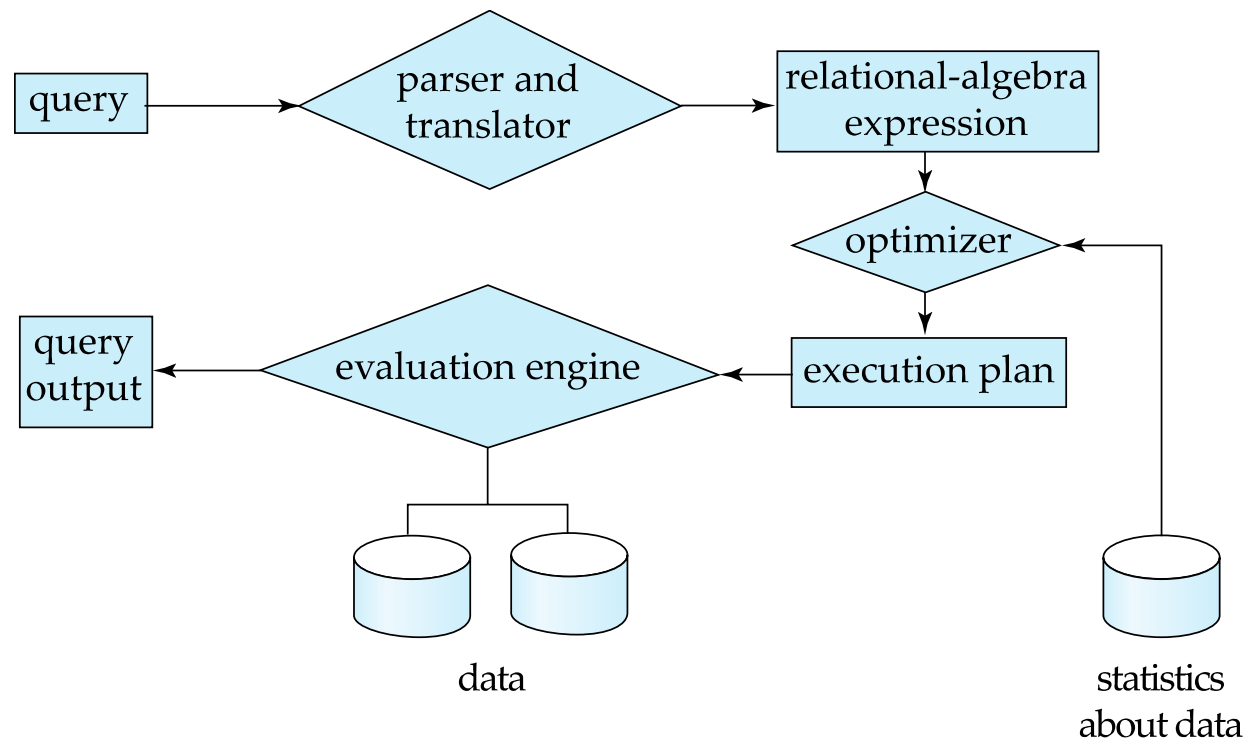 query
parser and
translator
relational-algebra
expression
optimizer
query
output
evaluation engine
execution plan
data
statistics
about data